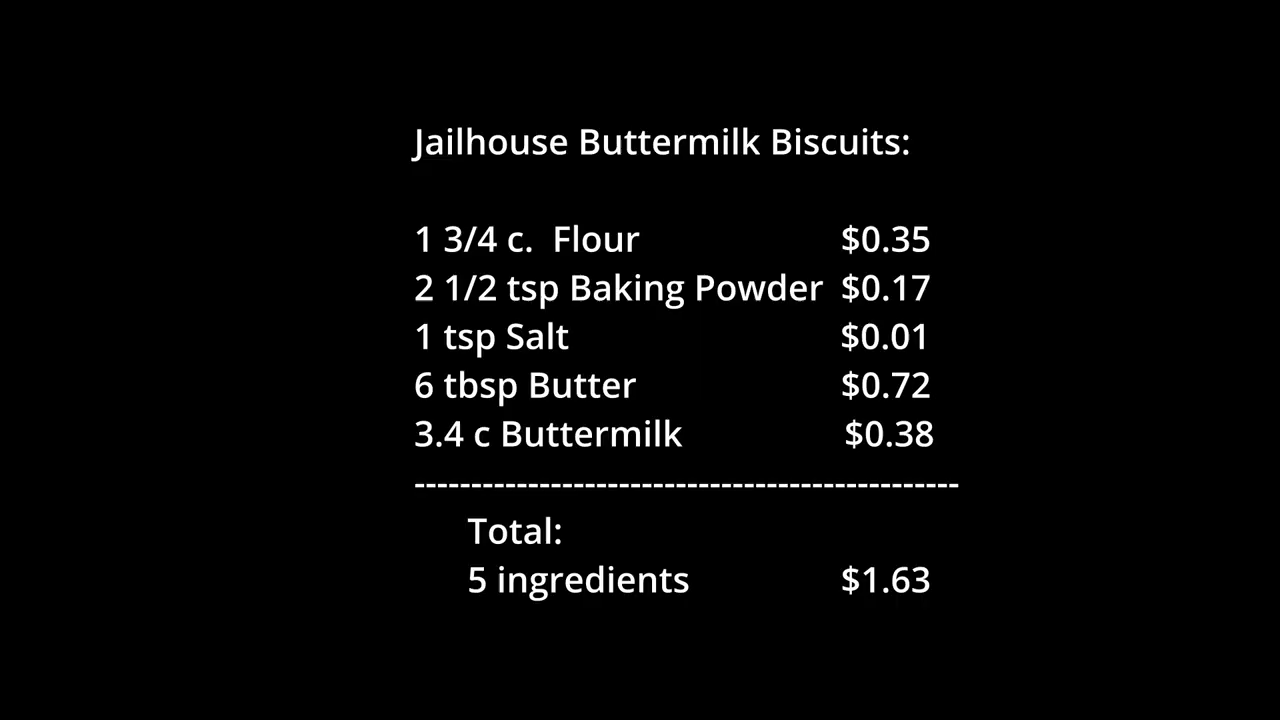 Jailhouse Buttermilk Biscuits:
1 3/4 c.  Flour $0.35
2 1/2 tsp Baking Powder $0.17
1 tsp Salt $0.01
6 tbsp Butter $0.72
3.4 c Buttermilk $0.38
------------------------------------------------
Total:
5 ingredients $1.63